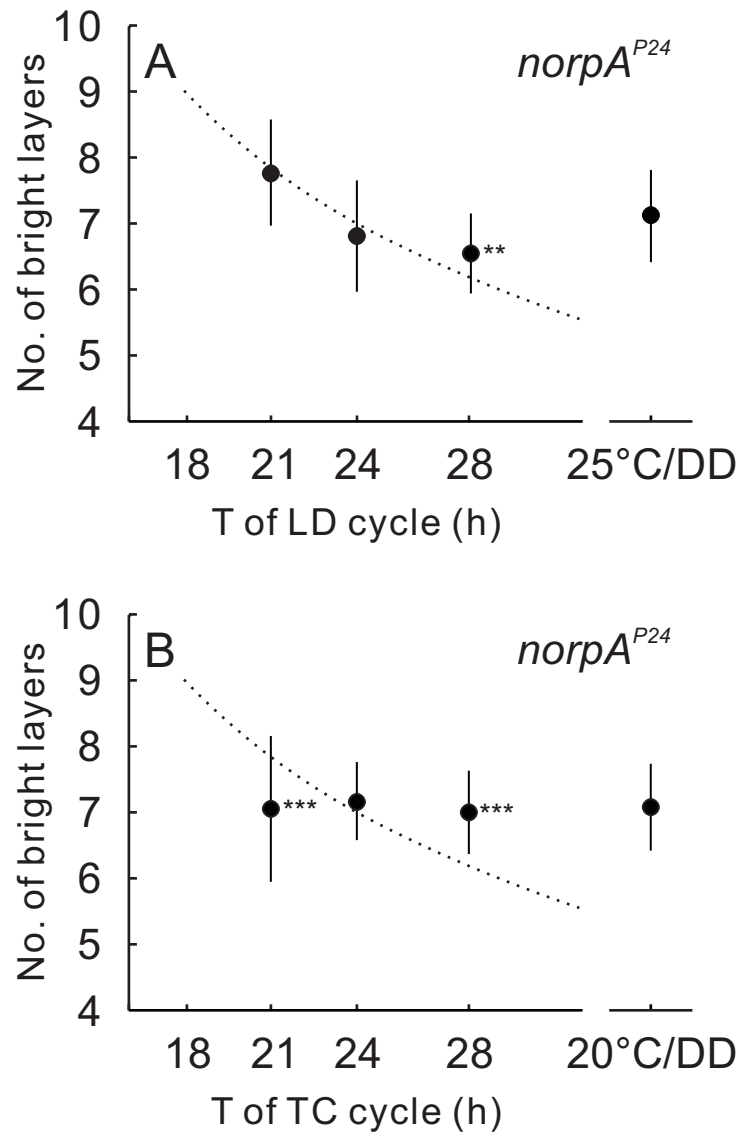 10
A
norpA^P24
9
8
7
**
6
5
4
No. of bright layers
18 21 24 28 25°C/DD
T of LD cycle (h)
10
B
norpA^P24
9
8
7
*** ***
6
5
4
No. of bright layers
18 21 24 28 20°C/DD
T of TC cycle (h)